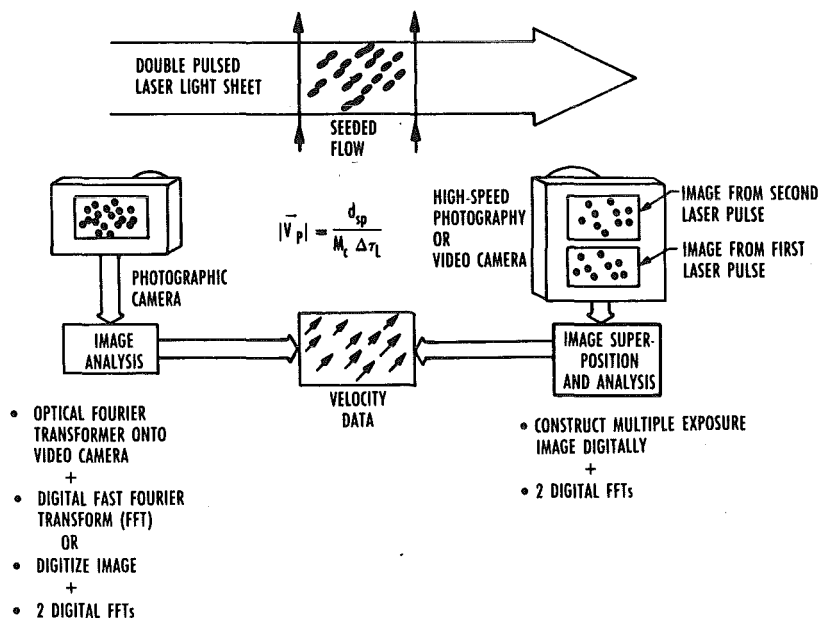 DOUBLE PULSED
LASER LIGHT SHEET
SEEDED
FLOW
|V⃗ₚ| = dₛₚ / M꜀ Δτ_L
PHOTOGRAPHIC
CAMERA
HIGH-SPEED
PHOTOGRAPHY
OR
VIDEO CAMERA
IMAGE FROM SECOND
LASER PULSE
IMAGE FROM FIRST
LASER PULSE
IMAGE
ANALYSIS
VELOCITY
DATA
IMAGE SUPER-
POSITION
AND ANALYSIS
• OPTICAL FOURIER
TRANSFORMER ONTO
VIDEO CAMERA
+
• DIGITAL FAST FOURIER
TRANSFORM (FFT)
OR
• DIGITIZE IMAGE
+
• 2 DIGITAL FFTs
• CONSTRUCT MULTIPLE EXPOSURE
IMAGE DIGITALLY
+
• 2 DIGITAL FFTs